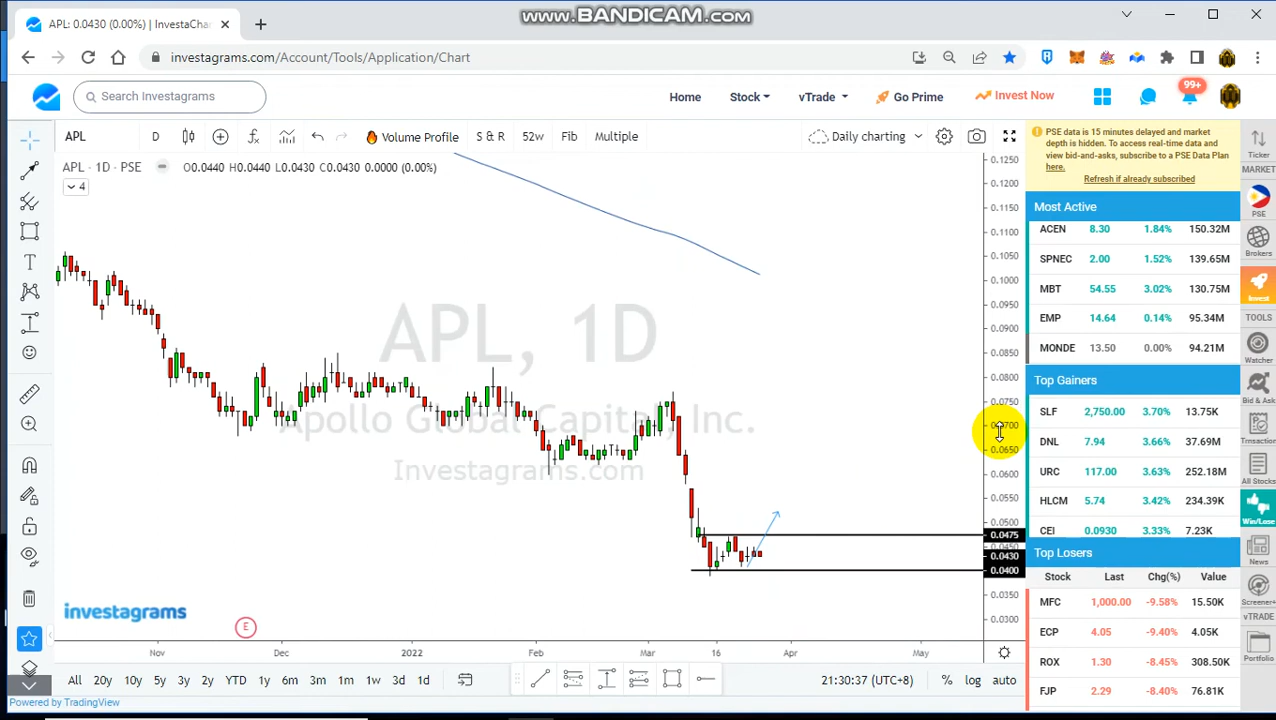 www.BANDICAM.com
APL: 0.0430 (0.00%) | InvestaChar
investagrams.com/Account/Tools/Application/Chart
Search Investagrams
Home Stock vTrade Go Prime Invest Now
99+
APL D Volume Profile S & R 52w Fib Multiple Daily charting
APL · 1D · PSE O0.0440 H0.0440 L0.0430 C0.0430 0.0000 (0.00%)
4
APL, 1D
Apollo Global Capital, Inc.
Investagrams.com
investagrams
E
0.1250
0.1200
0.1150
0.1100
0.1050
0.1000
0.0950
0.0900
0.0850
0.0800
0.0750
0.0700
0.0650
0.0600
0.0550
0.0500
0.0475
0.0450
0.0430
0.0400
0.0350
0.0300
Nov Dec 2022 Feb Mar 16 Apr May
All 20y 10y 5y 3y 2y YTD 1y 6m 3m 1m 1w 3d 1d 21:30:37 (UTC+8) % log auto
Powered by TradingView
PSE data is 15 minutes delayed and market
depth is hidden. To access real-time data and
view bid-and-asks, subscribe to a PSE Data Plan
here.
Refresh if already subscribed
Most Active
ACEN 8.30 1.84% 150.32M
SPNEC 2.00 1.52% 139.65M
MBT 54.55 3.02% 130.75M
EMP 14.64 0.14% 95.34M
MONDE 13.50 0.00% 94.21M
Top Gainers
SLF 2,750.00 3.70% 13.75K
DNL 7.94 3.66% 37.69M
URC 117.00 3.63% 252.18M
HLCM 5.74 3.42% 234.39K
CEI 0.0930 3.33% 7.23K
Top Losers
Stock Last Chg(%) Value
MFC 1,000.00 -9.58% 15.50K
ECP 4.05 -9.40% 4.05K
ROX 1.30 -8.45% 308.50K
FJP 2.29 -8.40% 76.81K
Ticker
MARKET
PSE
Brokers
Invest
TOOLS
Watcher
Bid & Ask
Trnsaction
All Stocks
Win/Lose
News
Screener+
vTRADE
Portfolio